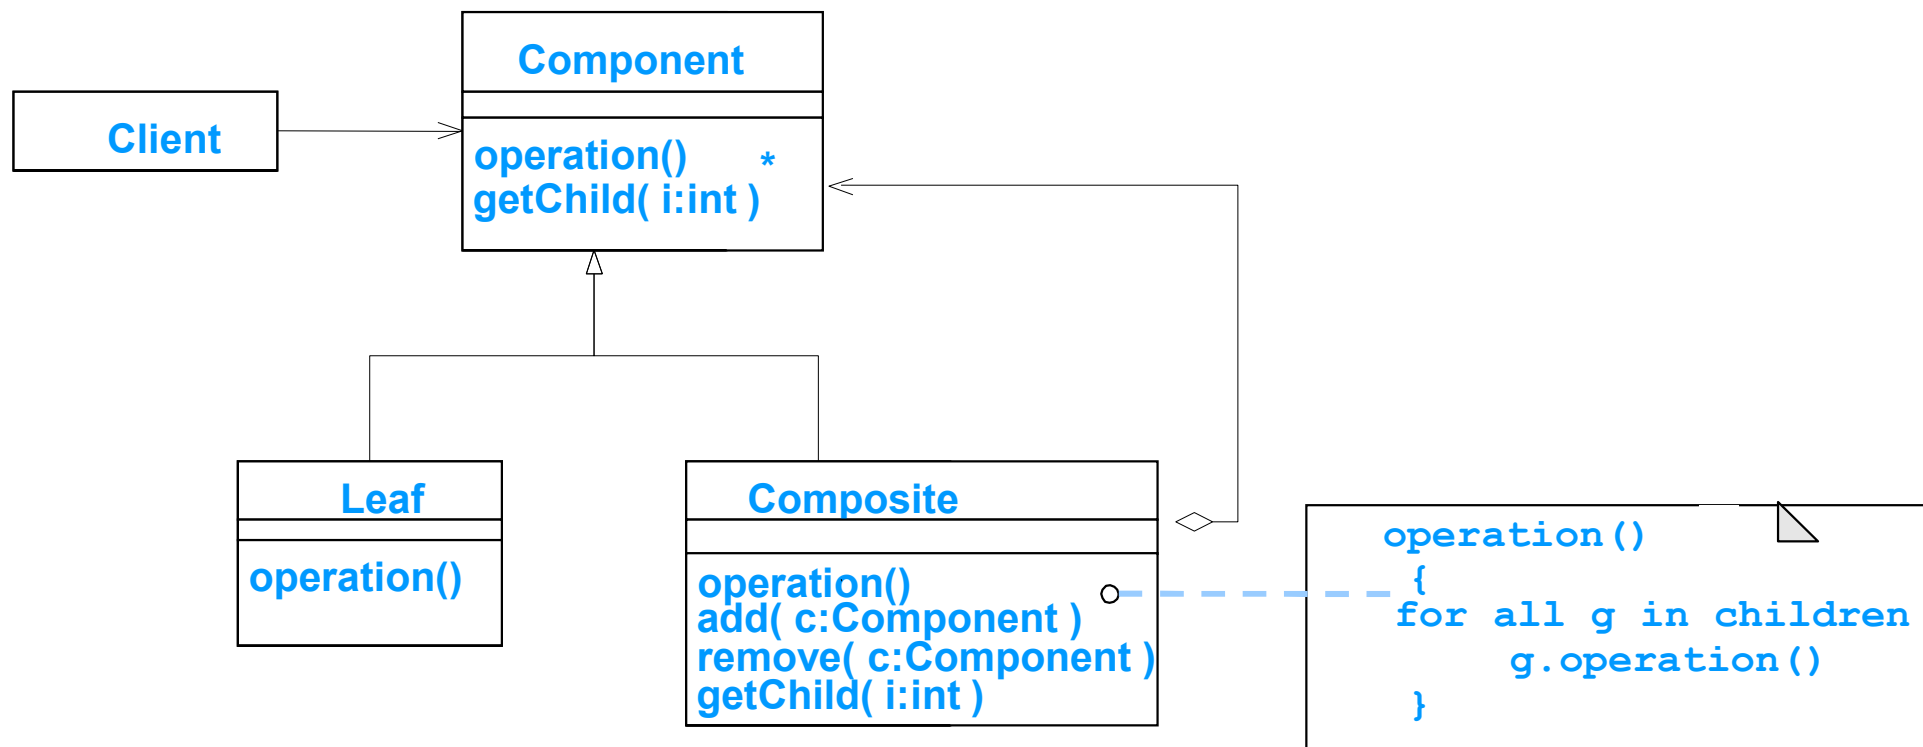 Component
Client
operation()
*
getChild( i:int )
Leaf
operation()
Composite
operation()
add( c:Component )
remove( c:Component )
getChild( i:int )
operation()
{
for all g in children
g.operation()
}